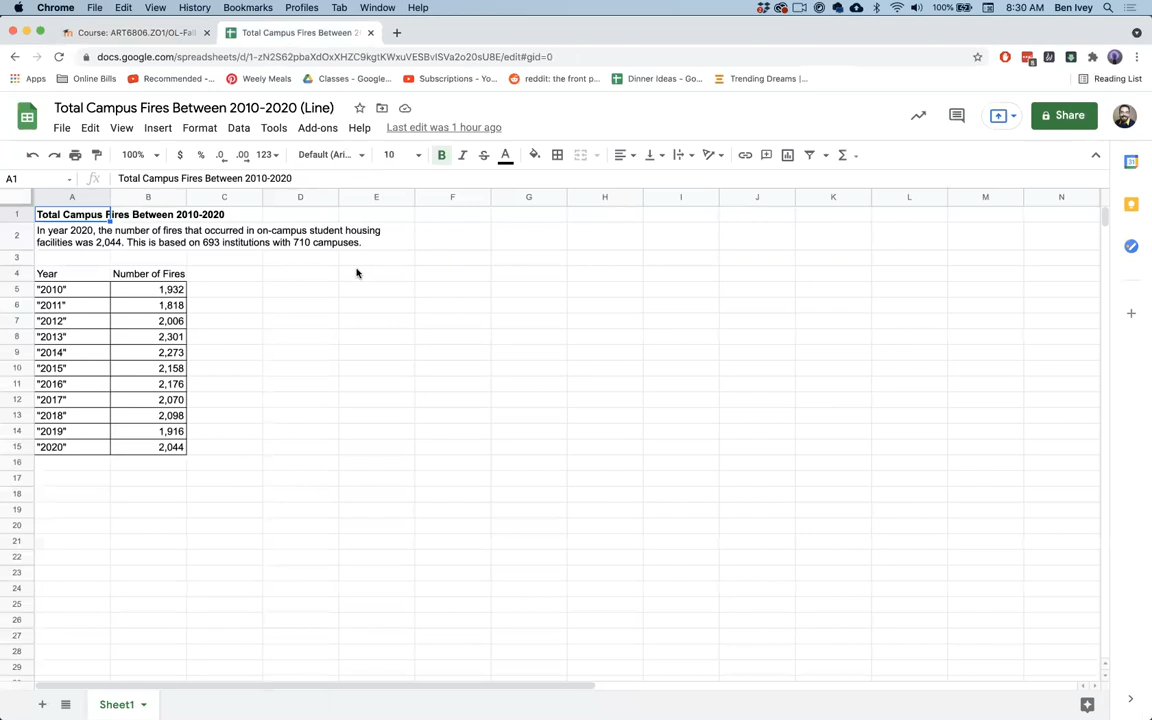 Chrome File Edit View History Bookmarks Profiles Tab Window Help 100% 8:30 AM Ben Ivey
Course: ART6806.ZO1/OL-Fal Total Campus Fires Between 2
docs.google.com/spreadsheets/d/1-zN2S62pbaXdOxXHZC9kgtKWxuVESBvISVa2o20sU8E/edit#gid=0
Apps Online Bills Recommended -... Weekly Meals Classes - Google... Subscriptions - Yo... reddit: the front p... Dinner Ideas - Go... Trending Dreams |... Reading List
Total Campus Fires Between 2010-2020 (Line)
Share
File Edit View Insert Format Data Tools Add-ons Help Last edit was 1 hour ago
100% $ % .0 .00 123 Default (Ari... 10 B I S A
A1 fx Total Campus Fires Between 2010-2020
A B C D E F G H I J K L M N
1 Total Campus Fires Between 2010-2020
2 In year 2020, the number of fires that occurred in on-campus student housing
facilities was 2,044. This is based on 693 institutions with 710 campuses.
3
4 Year Number of Fires
5 "2010" 1,932
6 "2011" 1,818
7 "2012" 2,006
8 "2013" 2,301
9 "2014" 2,273
10 "2015" 2,158
11 "2016" 2,176
12 "2017" 2,070
13 "2018" 2,098
14 "2019" 1,916
15 "2020" 2,044
16
17
18
19
20
21
22
23
24
25
26
27
28
29
Sheet1